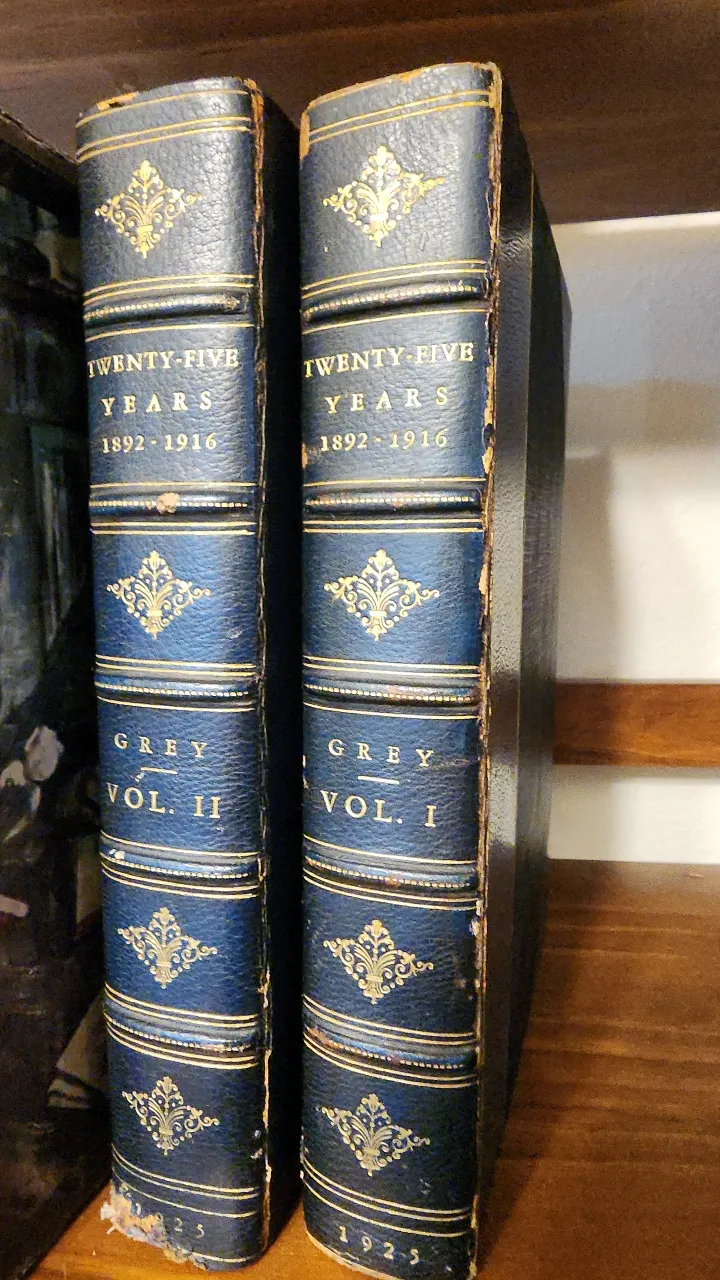 TWENTY-FIVE
YEARS
1892-1916
GREY
VOL. II
1925
TWENTY-FIVE
YEARS
1892-1916
GREY
VOL. I
1925